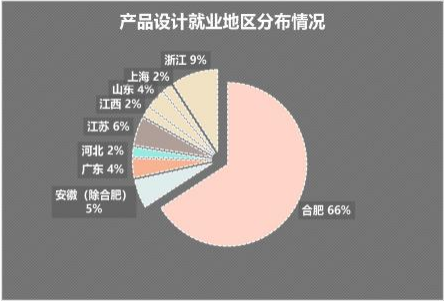 产品设计就业地区分布情况
浙江 9%
上海 2%
山东 4%
江西 2%
江苏 6%
河北 2%
广东 4%
安徽（除合肥）
5%
合肥 66%